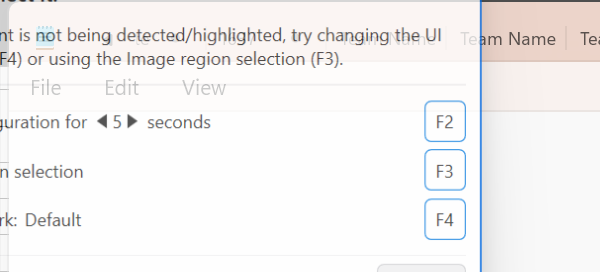 nt is not being detected/highlighted, try changing the UI
Team Name
F4) or using the Image region selection (F3).
File Edit View
guration for 5 seconds F2
n selection F3
rk: Default F4